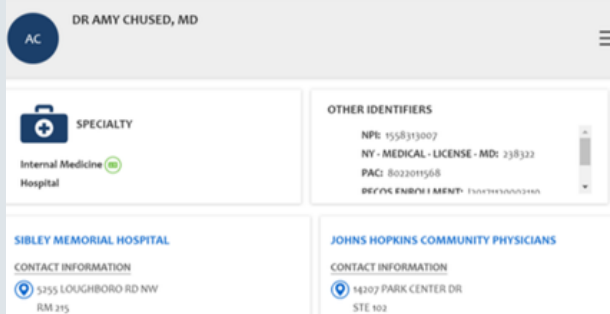 DR AMY CHUSED, MD
AC
SPECIALTY
Internal Medicine
Hospital
OTHER IDENTIFIERS
NPI: 1558313007
NY - MEDICAL - LICENSE - MD: 238322
PAC: 8022011568
PECOS ENROLLMENT:
SIBLEY MEMORIAL HOSPITAL
CONTACT INFORMATION
5255 LOUGHBORO RD NW
RM 215
JOHNS HOPKINS COMMUNITY PHYSICIANS
CONTACT INFORMATION
14207 PARK CENTER DR
STE 102